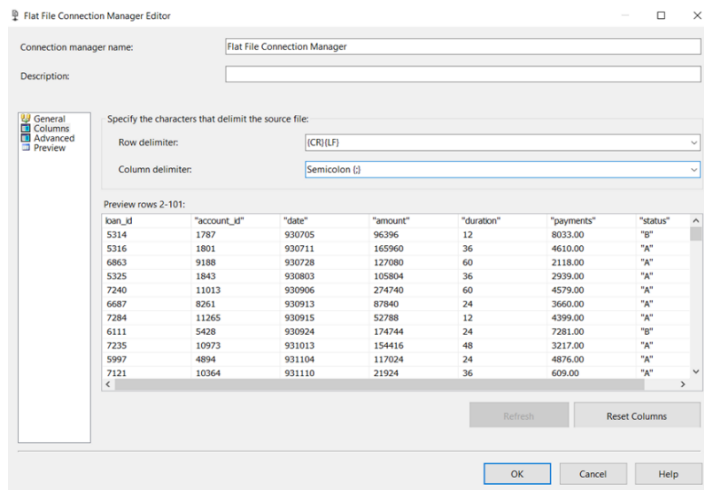 Flat File Connection Manager Editor
Connection manager name: Flat File Connection Manager
Description:
General
Columns
Advanced
Preview
Specify the characters that delimit the source file:
Row delimiter: {CR}{LF}
Column delimiter: Semicolon {;}
Preview rows 2-101:
loan_id "account_id" "date" "amount" "duration" "payments" "status"
5314 1787 930705 96396 12 8033.00 "B"
5316 1801 930711 165960 36 4610.00 "A"
6863 9188 930728 127080 60 2118.00 "A"
5325 1843 930803 105804 36 2939.00 "A"
7240 11013 930906 274740 60 4579.00 "A"
6687 8261 930913 87840 24 3660.00 "A"
7284 11265 930915 52788 12 4399.00 "A"
6111 5428 930924 174744 24 7281.00 "B"
7235 10973 931013 154416 48 3217.00 "A"
5997 4894 931104 117024 24 4876.00 "A"
7121 10364 931110 21924 36 609.00 "A"
Refresh Reset Columns
OK Cancel Help